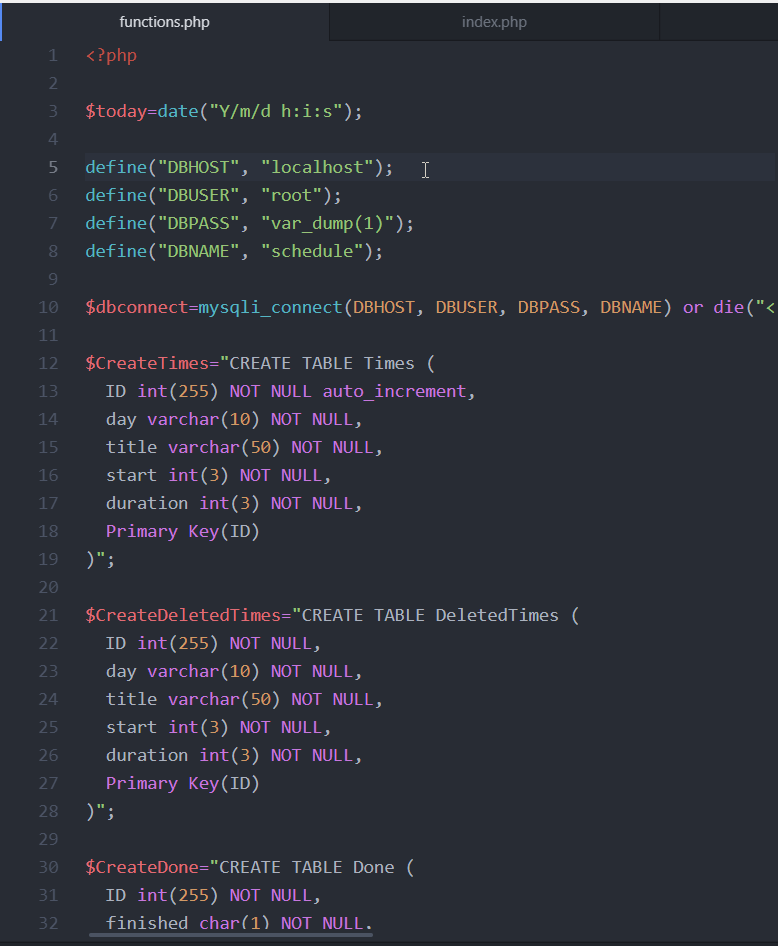 functions.php
index.php
1 <?php
2
3 $today=date("Y/m/d h:i:s");
4
5 define("DBHOST", "localhost");
6 define("DBUSER", "root");
7 define("DBPASS", "var_dump(1)");
8 define("DBNAME", "schedule");
9
10 $dbconnect=mysqli_connect(DBHOST, DBUSER, DBPASS, DBNAME) or die("<
11
12 $CreateTimes="CREATE TABLE Times (
13 ID int(255) NOT NULL auto_increment,
14 day varchar(10) NOT NULL,
15 title varchar(50) NOT NULL,
16 start int(3) NOT NULL,
17 duration int(3) NOT NULL,
18 Primary Key(ID)
19 )";
20
21 $CreateDeletedTimes="CREATE TABLE DeletedTimes (
22 ID int(255) NOT NULL,
23 day varchar(10) NOT NULL,
24 title varchar(50) NOT NULL,
25 start int(3) NOT NULL,
26 duration int(3) NOT NULL,
27 Primary Key(ID)
28 )";
29
30 $CreateDone="CREATE TABLE Done (
31 ID int(255) NOT NULL,
32 finished char(1) NOT NULL,